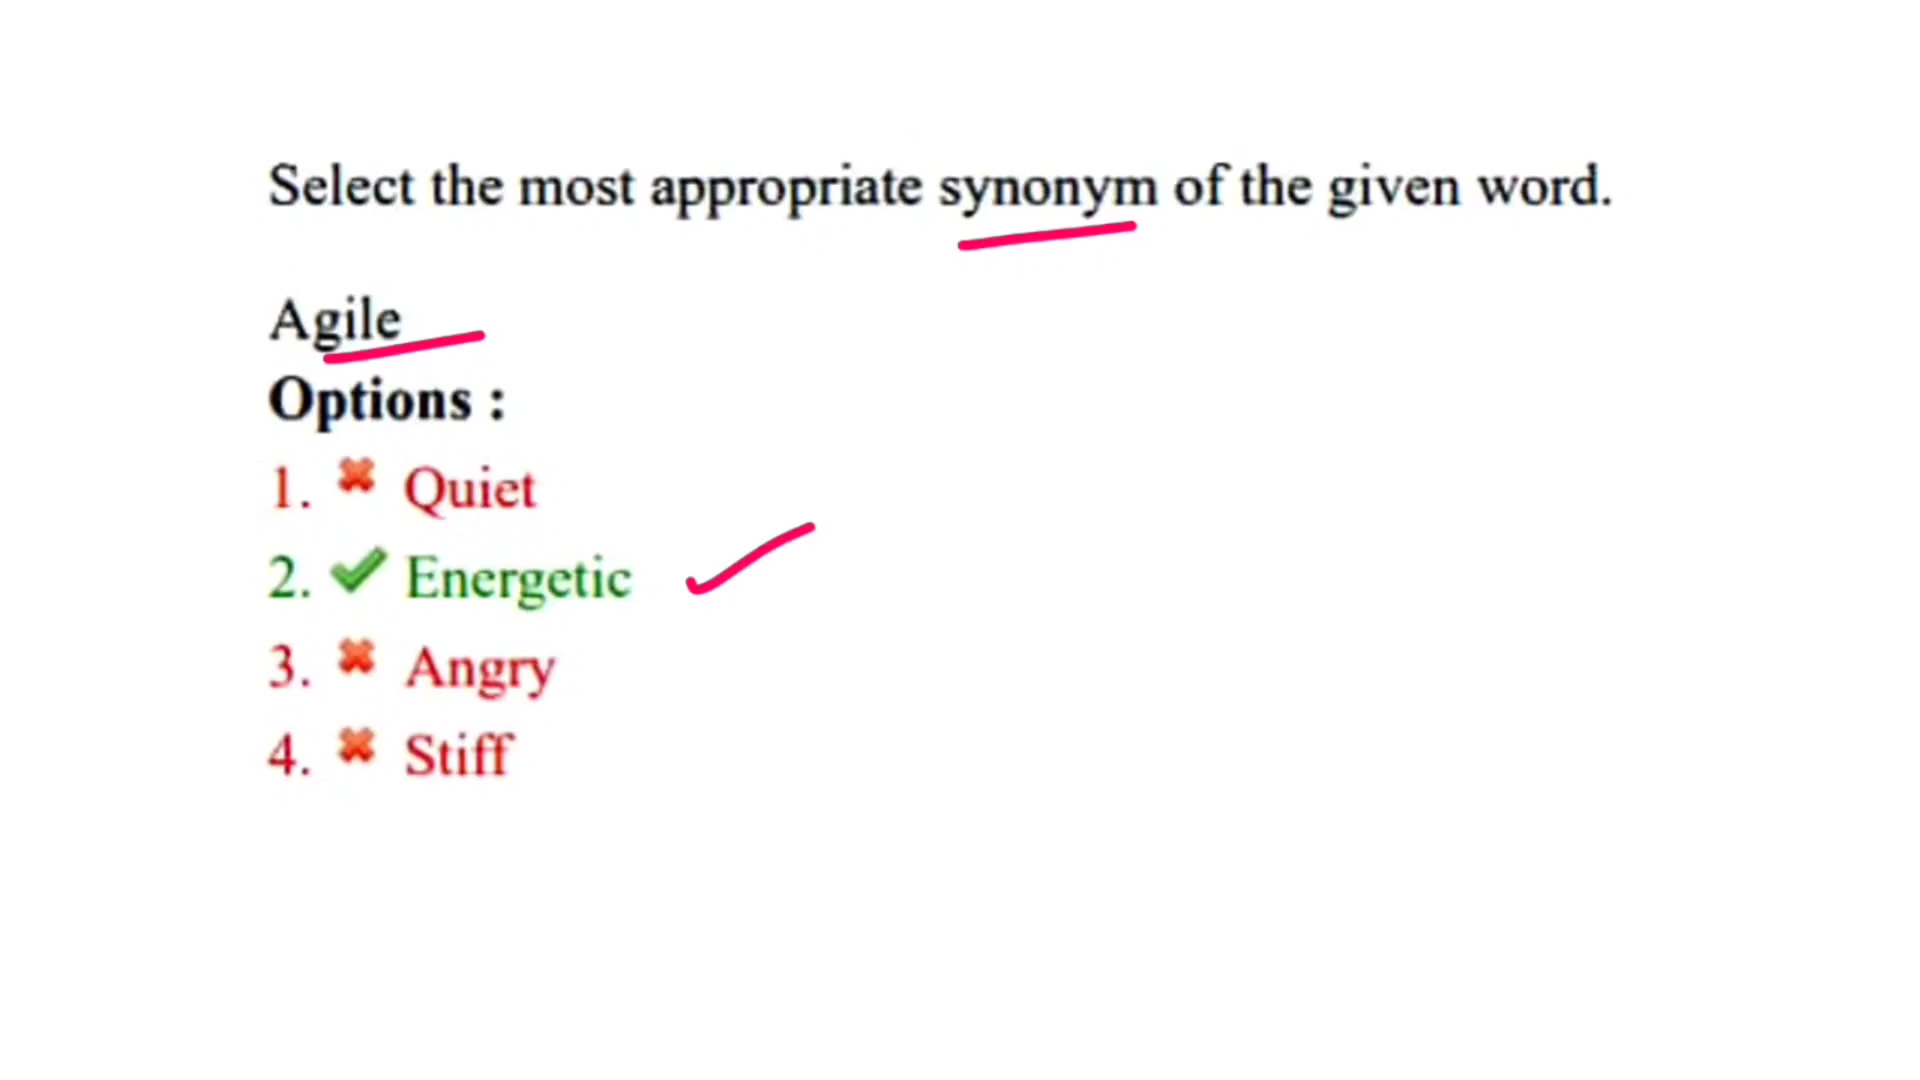 Select the most appropriate synonym of the given word.
Agile
Options :
1. ✖ Quiet
2. ✔ Energetic
3. ✖ Angry
4. ✖ Stiff